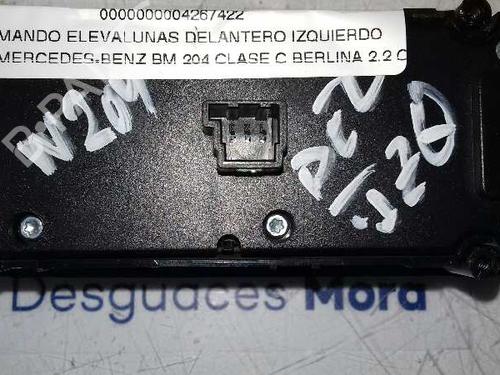 0000000004267422
MANDO ELEVALUNAS DELANTERO IZQUIERDO
MERCEDES-BENZ BM 204 CLASE C BERLINA 2.2 C
W204
Desguaces Mora